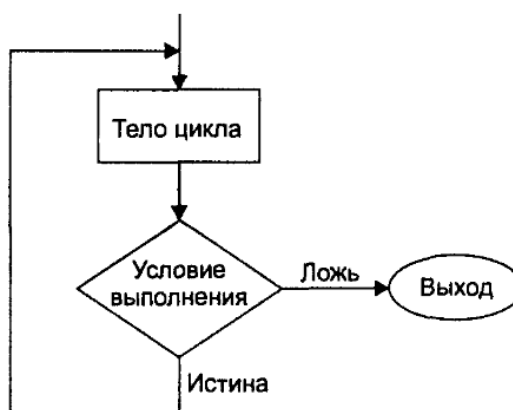 Тело цикла
Условие
выполнения
Ложь
Выход
Истина